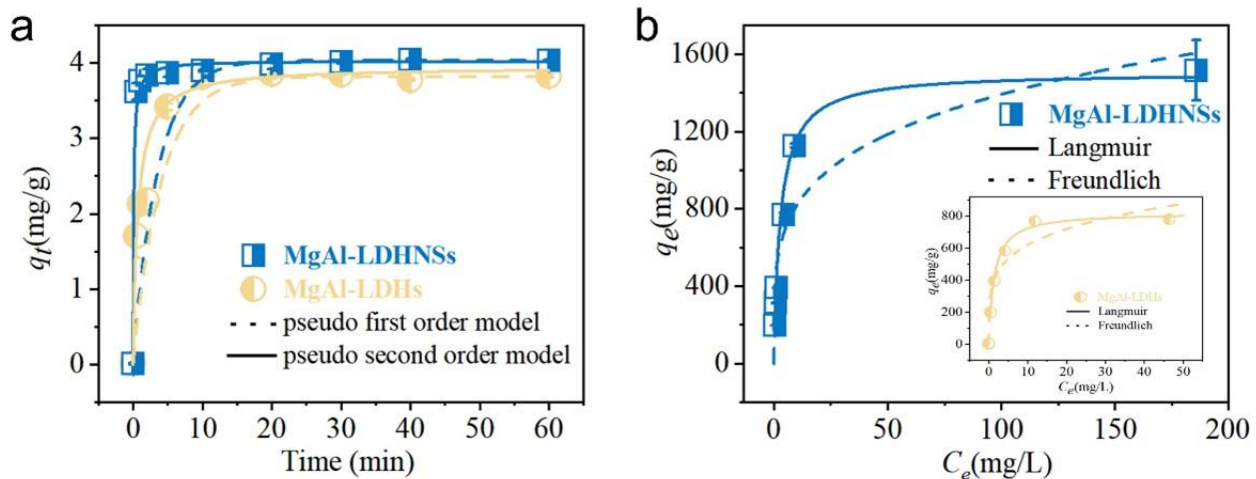 a
q_t(mg/g)
4
3
2
1
0
MgAl-LDHNSs
MgAl-LDHs
pseudo first order model
pseudo second order model
0 10 20 30 40 50 60
Time (min)
b
q_e(mg/g)
1600
1200
800
400
0
MgAl-LDHNSs
Langmuir
Freundlich
q_e(mg/g)
800
600
400
200
0
MgAl-LDHs
Langmuir
Freundlich
0 10 20 30 40 50
C_e(mg/L)
0 50 100 150 200
C_e(mg/L)